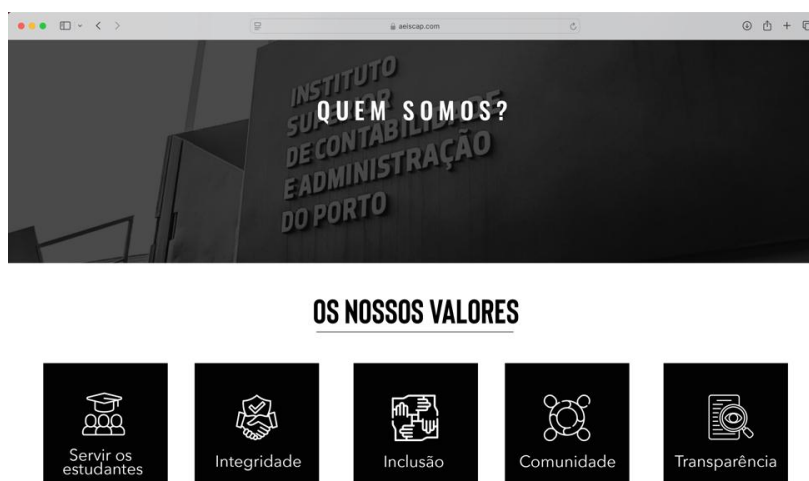 aeiscap.com
INSTITUTO
SUPERIOR
DE CONTABILIDADE
E ADMINISTRAÇÃO
DO PORTO
QUEM SOMOS?
OS NOSSOS VALORES
Servir os
estudantes
Integridade
Inclusão
Comunidade
Transparência